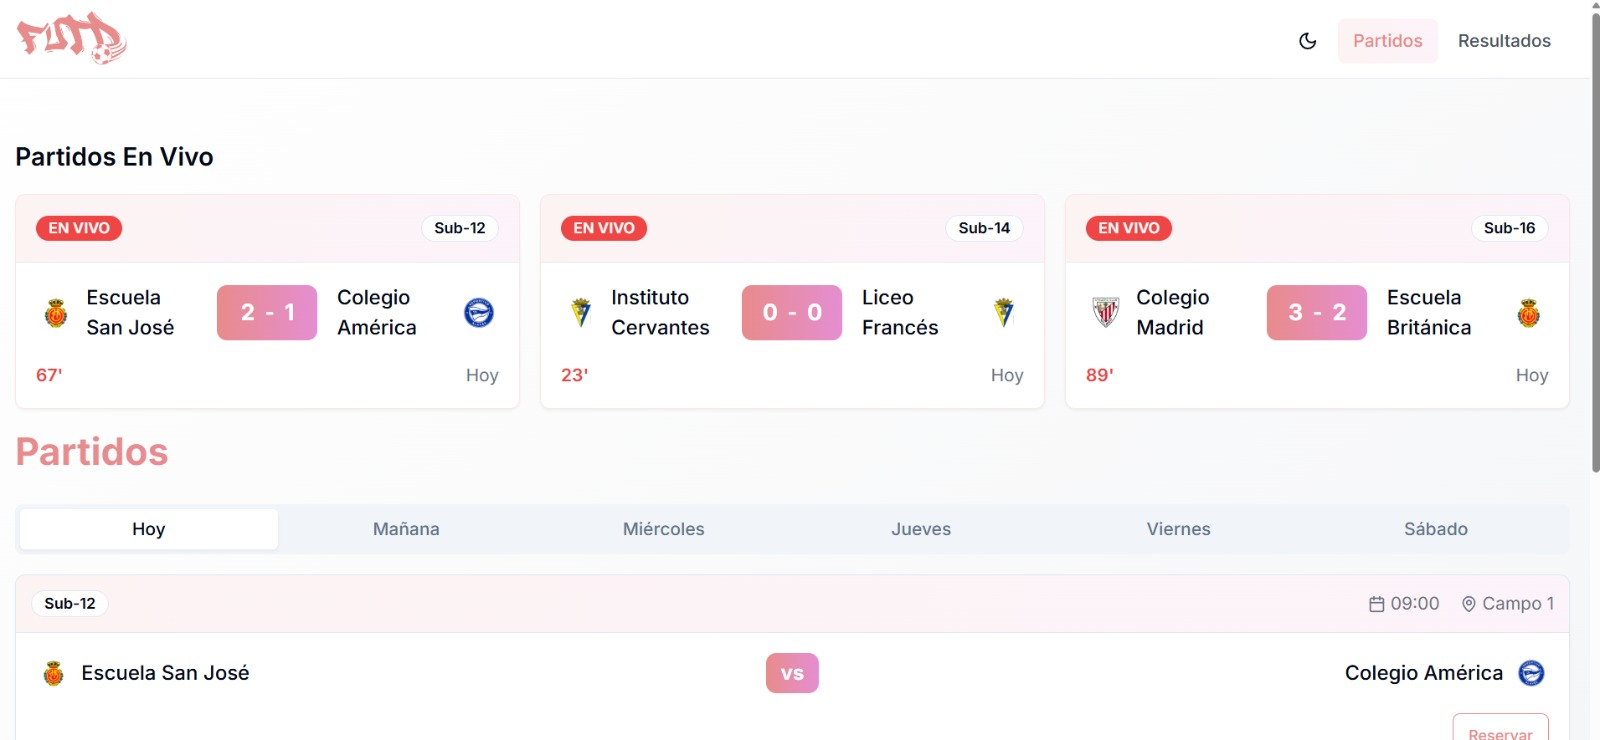 FUTD
Partidos
Resultados
Partidos En Vivo
EN VIVO
Sub-12
Escuela
San José
2 - 1
Colegio
América
67'
Hoy
EN VIVO
Sub-14
Instituto
Cervantes
0 - 0
Liceo
Francés
23'
Hoy
EN VIVO
Sub-16
Colegio
Madrid
3 - 2
Escuela
Británica
89'
Hoy
Partidos
Hoy
Mañana
Miércoles
Jueves
Viernes
Sábado
Sub-12
09:00
Campo 1
Escuela San José
vs
Colegio América
Reservar